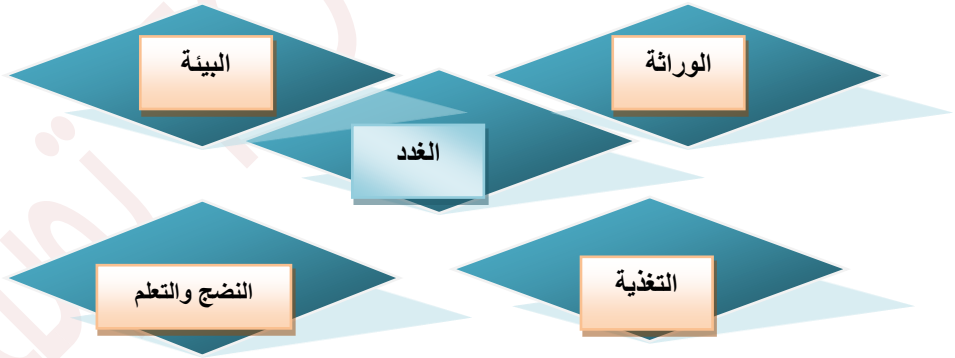 الوراثة
البيئة
الغدد
التغذية
النضج والتعلم